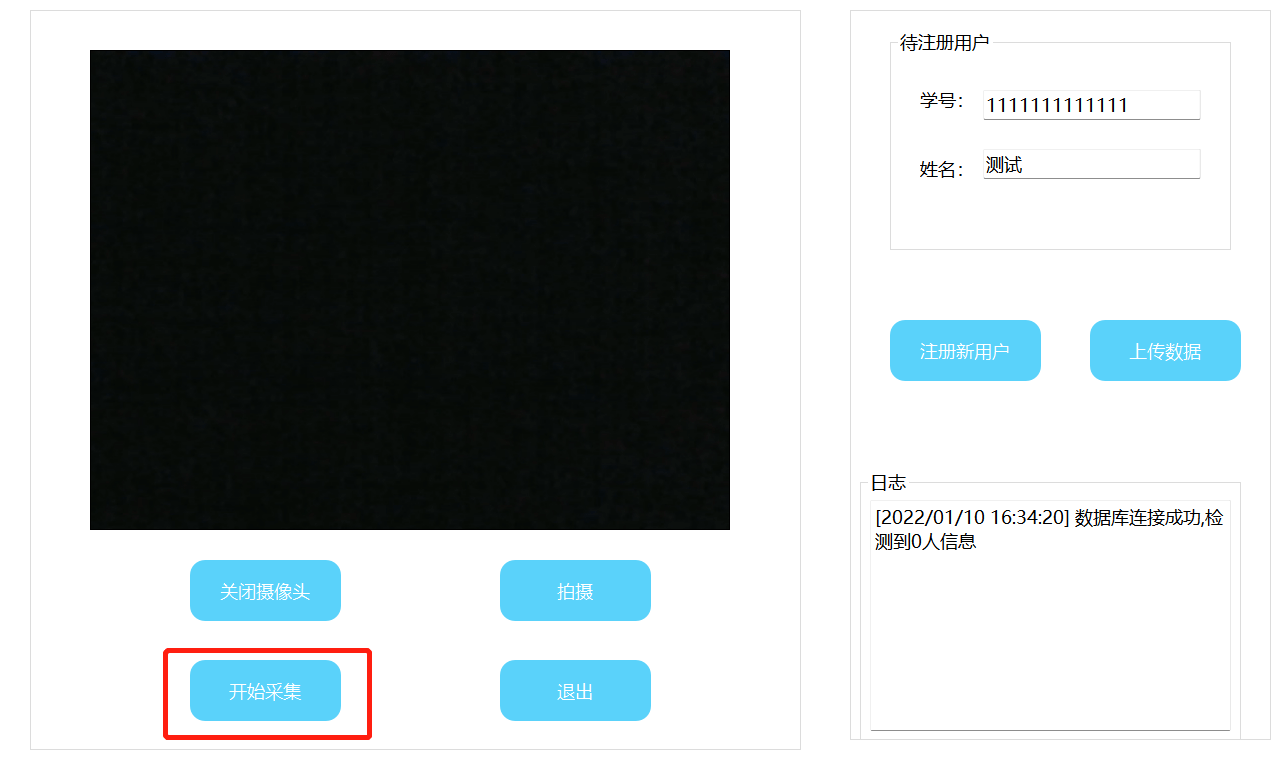 待注册用户
学号：
1111111111111
姓名：
测试
注册新用户
上传数据
日志
[2022/01/10 16:34:20] 数据库连接成功,检
测到0人信息
关闭摄像头
拍摄
开始采集
退出